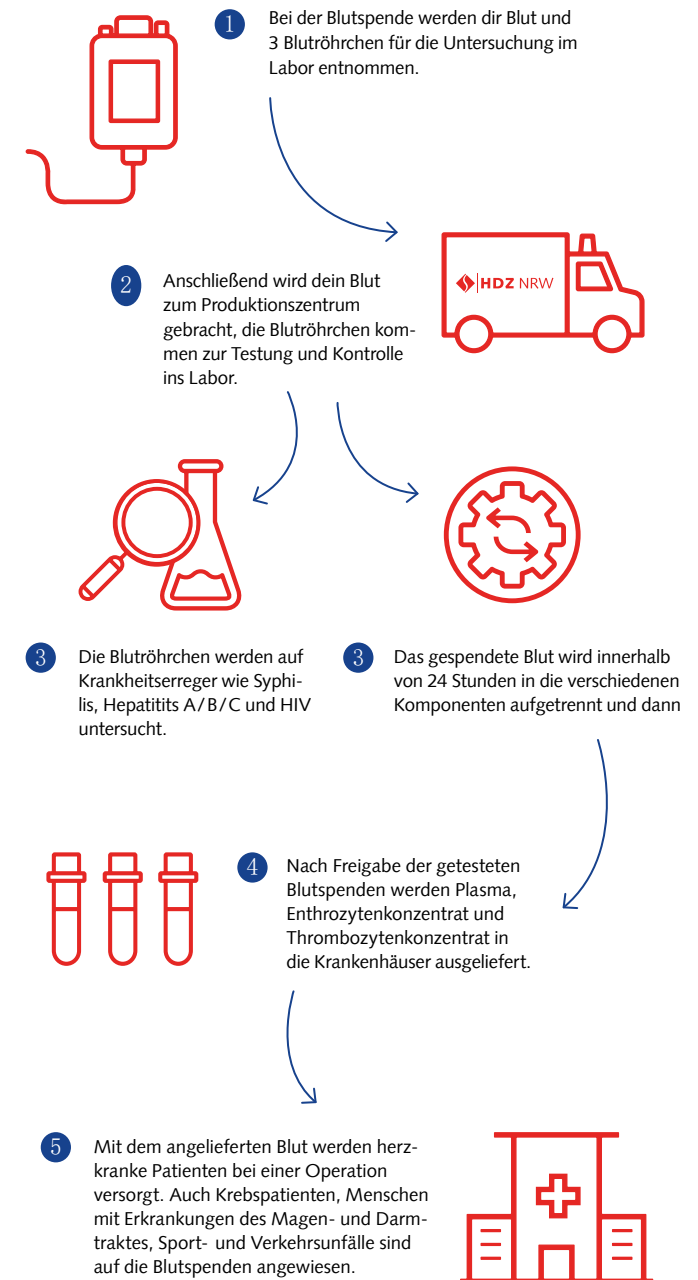 1
Bei der Blutspende werden dir Blut und
3 Blutröhrchen für die Untersuchung im
Labor entnommen.
HDZ NRW
2
Anschließend wird dein Blut
zum Produktionszentrum
gebracht, die Blutröhrchen kom-
men zur Testung und Kontrolle
ins Labor.
3
Die Blutröhrchen werden auf
Krankheitserreger wie Syphi-
lis, Hepatitits A/B/C und HIV
untersucht.
3
Das gespendete Blut wird innerhalb
von 24 Stunden in die verschiedenen
Komponenten aufgetrennt und dann
4
Nach Freigabe der getesteten
Blutspenden werden Plasma,
Enthrozytenkonzentrat und
Thrombozytenkonzentrat in
die Krankenhäuser ausgeliefert.
5
Mit dem angelieferten Blut werden herz-
kranke Patienten bei einer Operation
versorgt. Auch Krebspatienten, Menschen
mit Erkrankungen des Magen- und Darm-
traktes, Sport- und Verkehrsunfälle sind
auf die Blutspenden angewiesen.